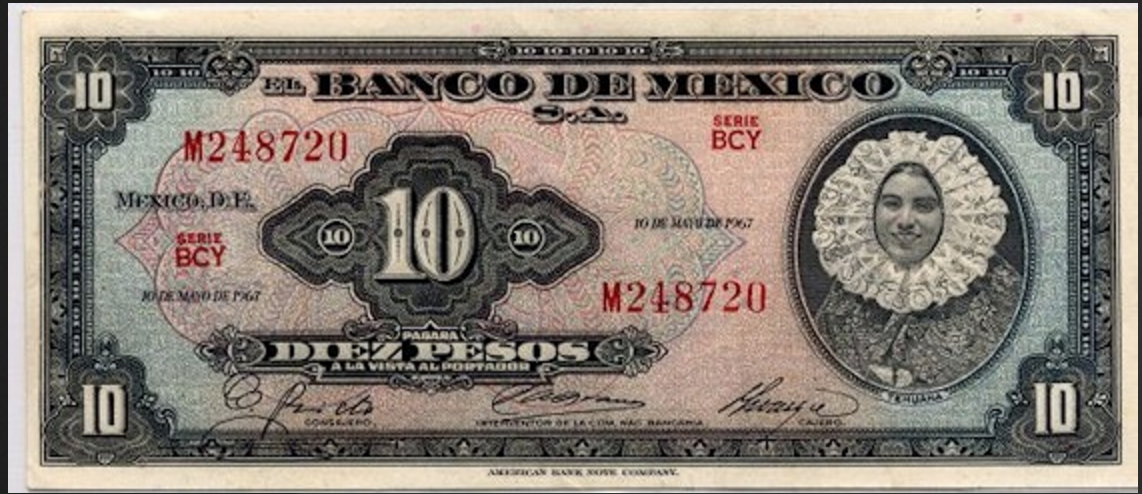 10 10 10 10 10
10 10 10 10 10 10
EL BANCO DE MEXICO
S.A.
M248720
SERIE
BCY
MEXICO, D.F.
10
10 10 10
10 DE MAYO DE 1967
SERIE
BCY
10 DE MAYO DE 1967
M248720
PAGARA
DIEZ PESOS
A LA VISTA AL PORTADOR
TEHUANA
10 10
CONSEJERO. INTERVENTOR DE LA COM. NAC. BANCARIA. CAJERO.
AMERICAN BANK NOTE COMPANY.